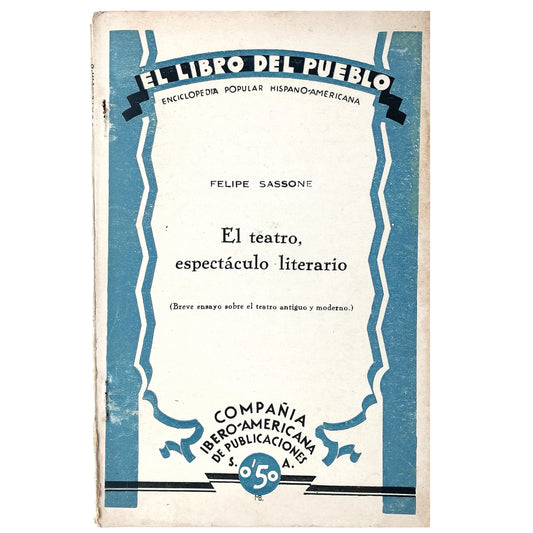 EL LIBRO DEL PUEBLO
ENCICLOPEDIA POPULAR HISPANO-AMERICANA
FELIPE SASSONE
El teatro,
espectáculo literario
(Breve ensayo sobre el teatro antiguo y moderno.)
COMPAÑIA
IBERO-AMERICANA
DE PUBLICACIONES
S. A.
0'50